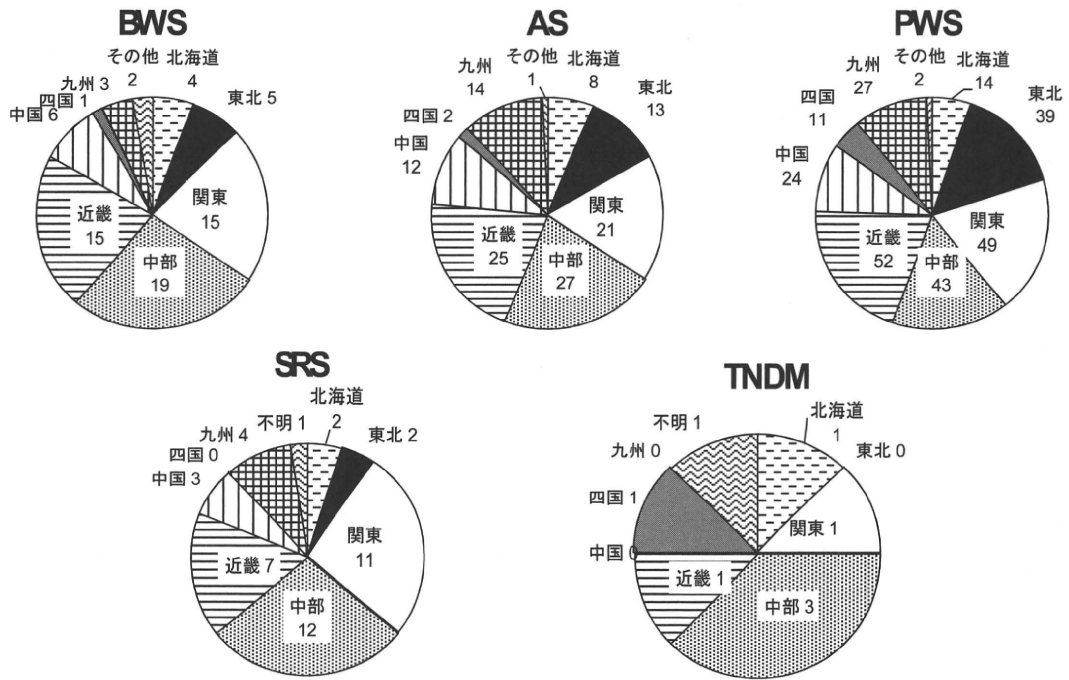 BWS
その他
2
北海道
4
東北 5
関東
15
中部
19
近畿
15
中国 6
四国 1
九州 3
AS
その他
1
北海道
8
東北
13
関東
21
中部
27
近畿
25
中国
12
四国 2
九州
14
PWS
その他
2
北海道
14
東北
39
関東
49
中部
43
近畿
52
中国
24
四国
11
九州
27
SRS
不明 1
北海道
2
東北 2
関東
11
中部
12
近畿 7
中国 3
四国 0
九州 4
TNDM
不明 1
北海道
1
東北 0
関東 1
中部 3
近畿 1
中国 0
四国 1
九州 0